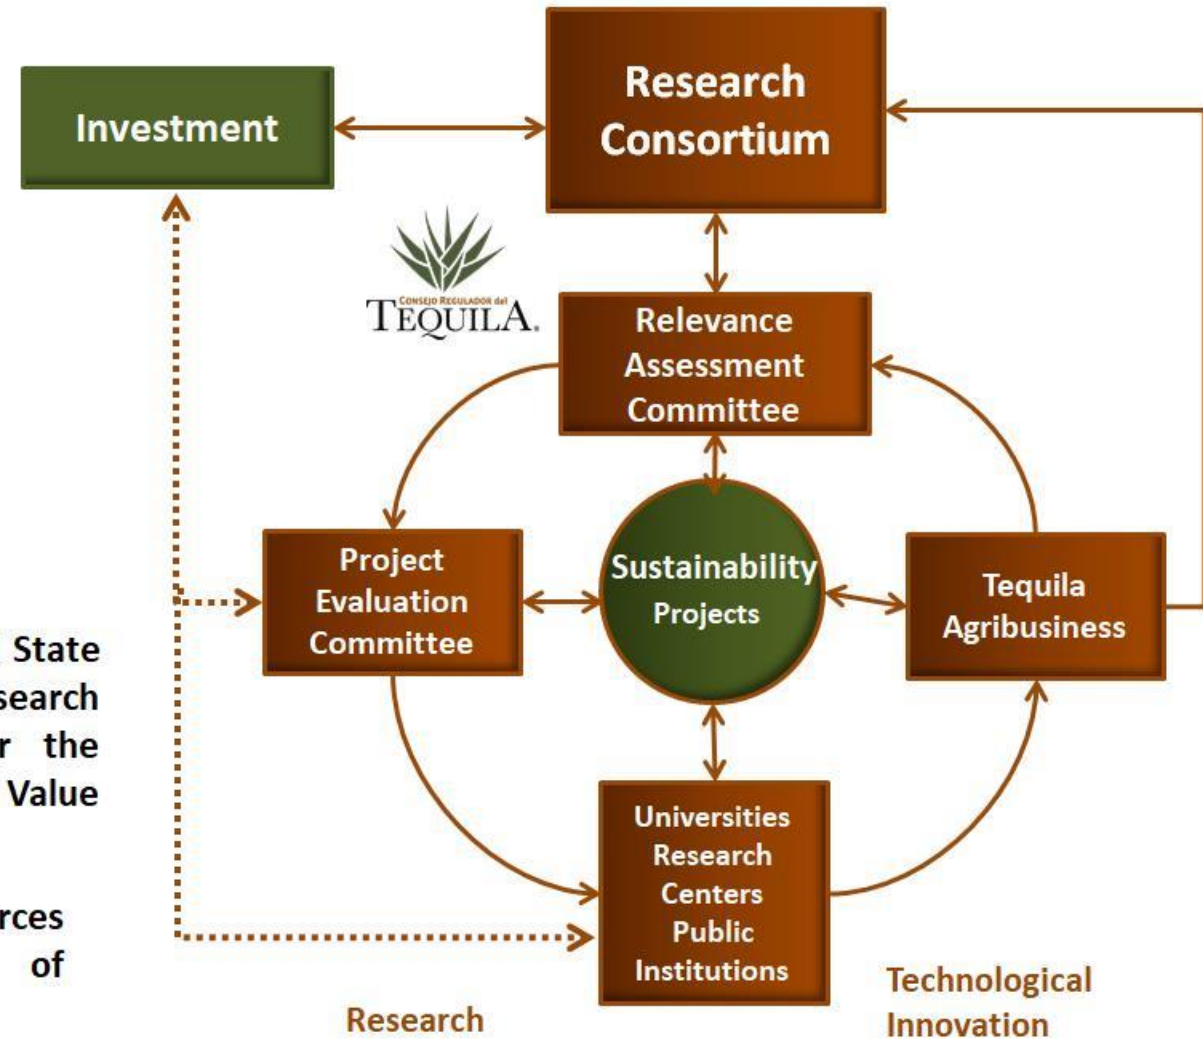 Research
Consortium
Investment
CONSEJO REGULADOR del
TEQUILA.
Relevance
Assessment
Committee
Project
Evaluation
Committee
Sustainability
Projects
Tequila
Agribusiness
State
search
the
Value
Universities
Research
Centers
Public
Institutions
rces
of
Research
Technological
Innovation